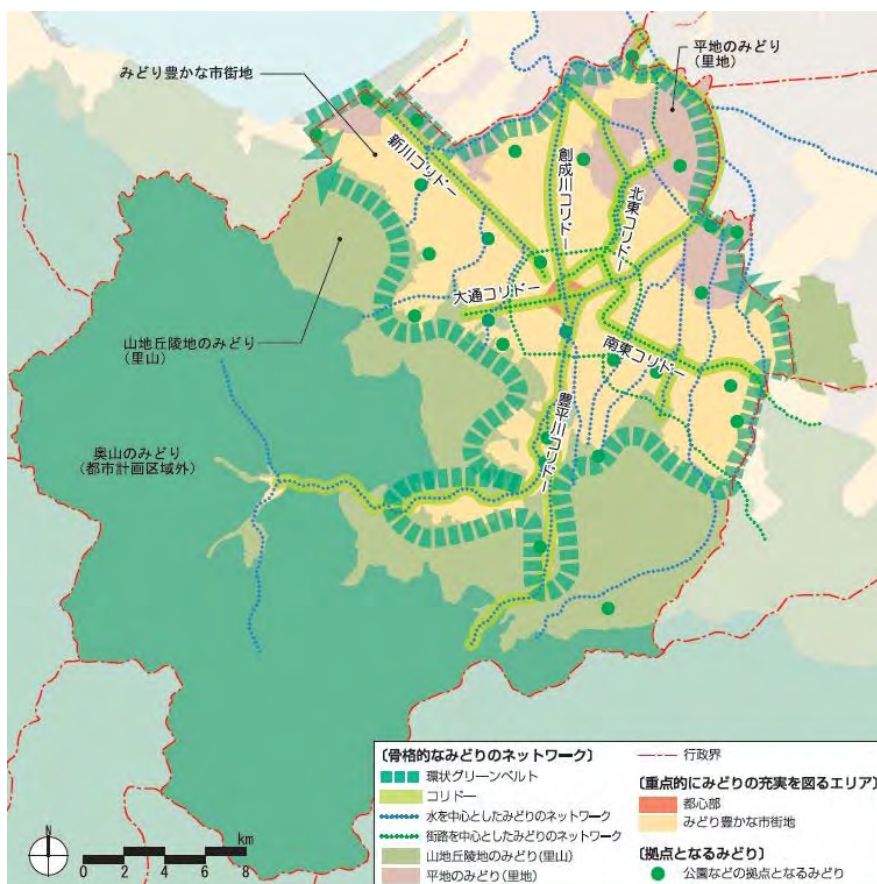 みどり豊かな市街地
平地のみどり
(里地)
新川コリドー
創成川コリドー
北東コリドー
大通コリドー
山地丘陵地のみどり
(里山)
南東コリドー
豊平川コリドー
奥山のみどり
(都市計画区域外)
N
km
0 2 4 6 8
〔骨格的なみどりのネットワーク〕
環状グリーンベルト
コリドー
水を中心としたみどりのネットワーク
街路を中心としたみどりのネットワーク
山地丘陵地のみどり(里山)
平地のみどり(里地)
行政界
〔重点的にみどりの充実を図るエリア〕
都心部
みどり豊かな市街地
〔拠点となるみどり〕
公園などの拠点となるみどり